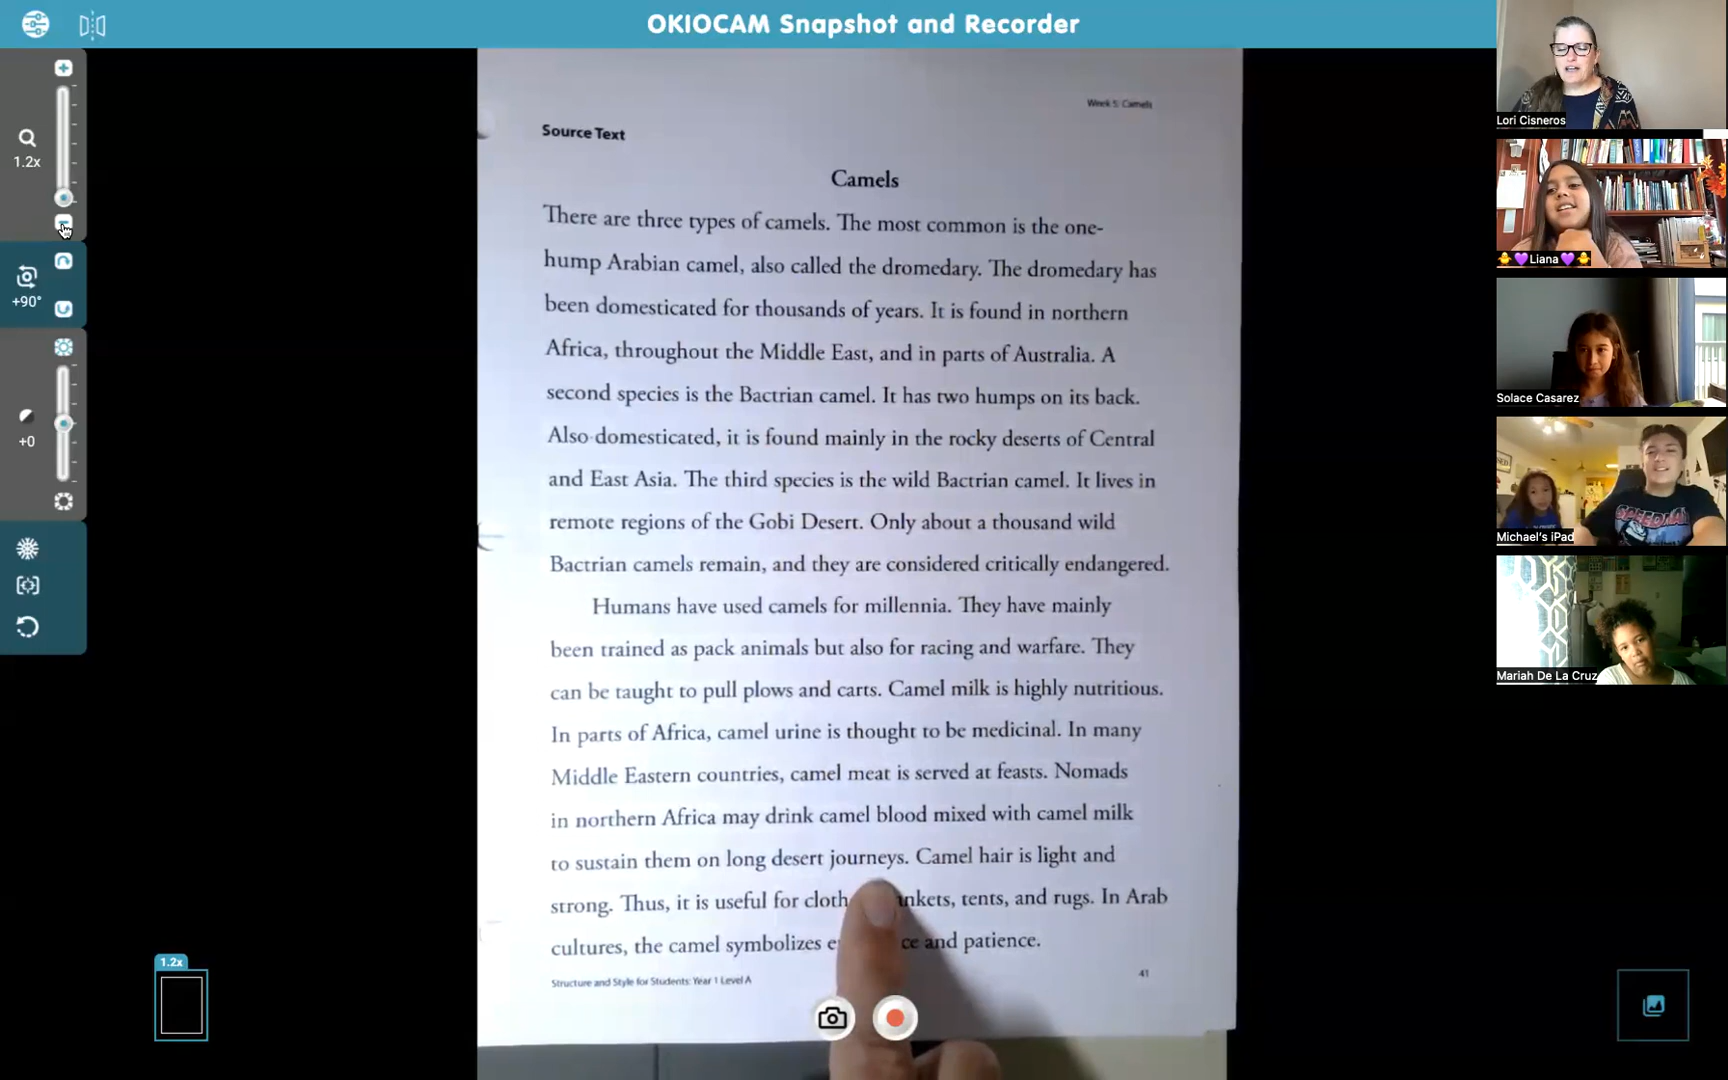 OKIOCAM Snapshot and Recorder
1.2x
+90°
+0
1.2x
Week 5: Camels
Source Text
Camels
There are three types of camels. The most common is the one-
hump Arabian camel, also called the dromedary. The dromedary has
been domesticated for thousands of years. It is found in northern
Africa, throughout the Middle East, and in parts of Australia. A
second species is the Bactrian camel. It has two humps on its back.
Also domesticated, it is found mainly in the rocky deserts of Central
and East Asia. The third species is the wild Bactrian camel. It lives in
remote regions of the Gobi Desert. Only about a thousand wild
Bactrian camels remain, and they are considered critically endangered.
Humans have used camels for millennia. They have mainly
been trained as pack animals but also for racing and warfare. They
can be taught to pull plows and carts. Camel milk is highly nutritious.
In parts of Africa, camel urine is thought to be medicinal. In many
Middle Eastern countries, camel meat is served at feasts. Nomads
in northern Africa may drink camel blood mixed with camel milk
to sustain them on long desert journeys. Camel hair is light and
strong. Thus, it is useful for cloth nkets, tents, and rugs. In Arab
cultures, the camel symbolizes e ce and patience.
Structure and Style for Students: Year 1 Level A
41
Lori Cisneros
🐥💜Liana💜🐥
Solace Casarez
Michael's iPad
Mariah De La Cruz